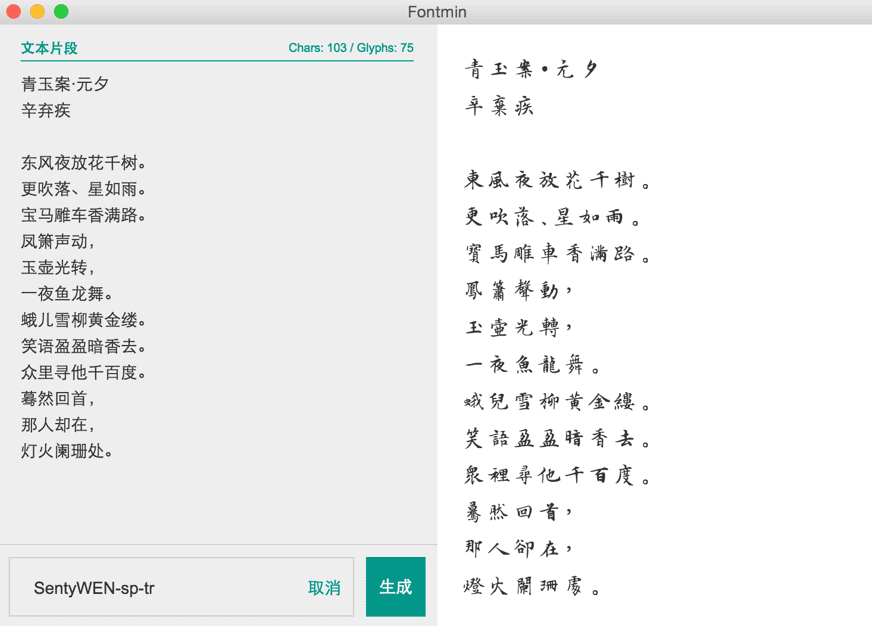 Fontmin
文本片段
Chars: 103 / Glyphs: 75
青玉案·元夕
辛弃疾
东风夜放花千树。
更吹落、星如雨。
宝马雕车香满路。
凤箫声动，
玉壶光转，
一夜鱼龙舞。
蛾儿雪柳黄金缕。
笑语盈盈暗香去。
众里寻他千百度。
蓦然回首，
那人却在，
灯火阑珊处。
SentyWEN-sp-tr
取消
生成
青玉案·元夕
辛棄疾
東風夜放花千樹。
更吹落、星如雨。
寶馬雕車香滿路。
鳳簫聲動，
玉壺光轉，
一夜魚龍舞。
蛾兒雪柳黃金縷。
笑語盈盈暗香去。
眾裡尋他千百度。
驀然回首，
那人卻在，
燈火闌珊處。